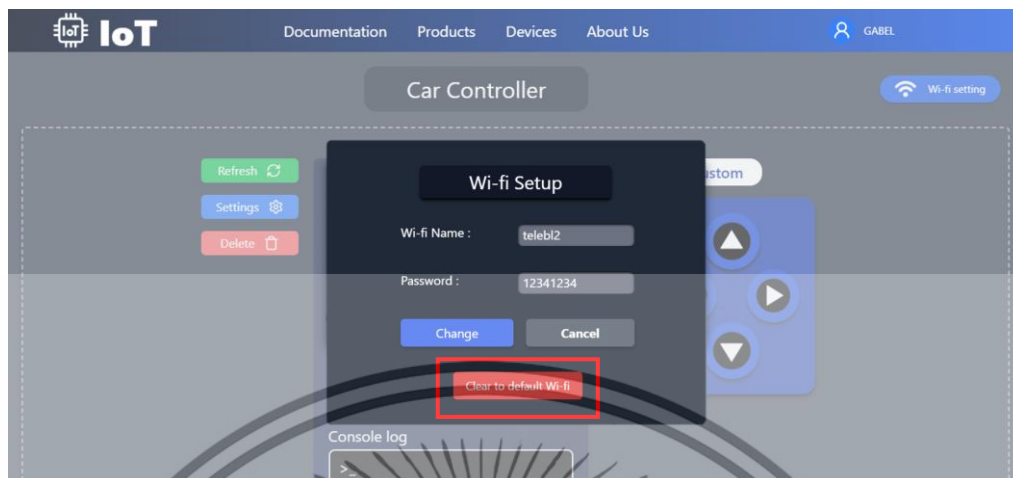 IoT
Documentation Products Devices About Us
GABEL
Car Controller
Wi-fi setting
Refresh
Settings
Delete
Wi-fi Setup
Wi-fi Name : telebl2
Password : 12341234
Change Cancel
Clear to default Wi-fi
Console log
>_